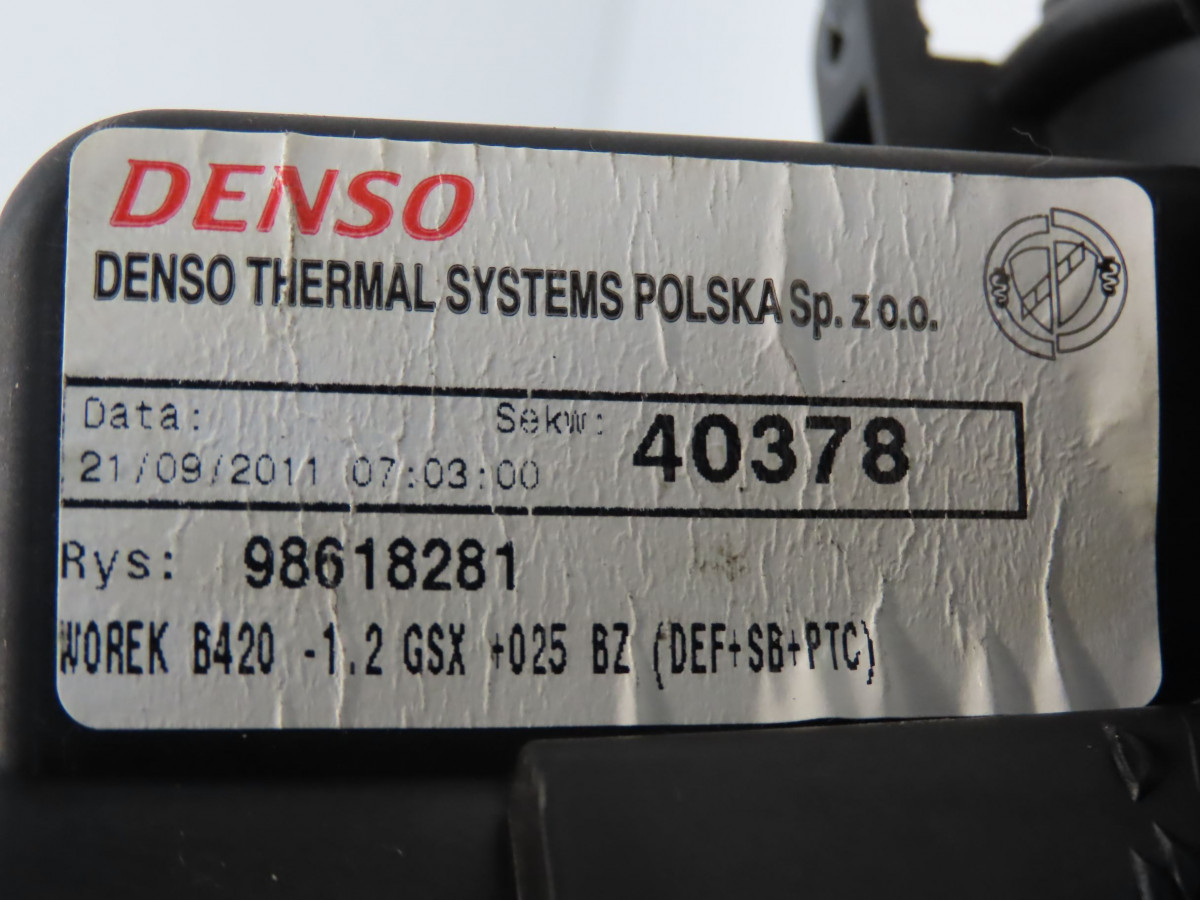 DENSO
DENSO THERMAL SYSTEMS POLSKA Sp. z o.o.
Data: Sekw: 40378
21/09/2011 07:03:00
Rys: 98618281
WOREK B420 -1.2 GSX +025 BZ (DEF+SB+PTC)